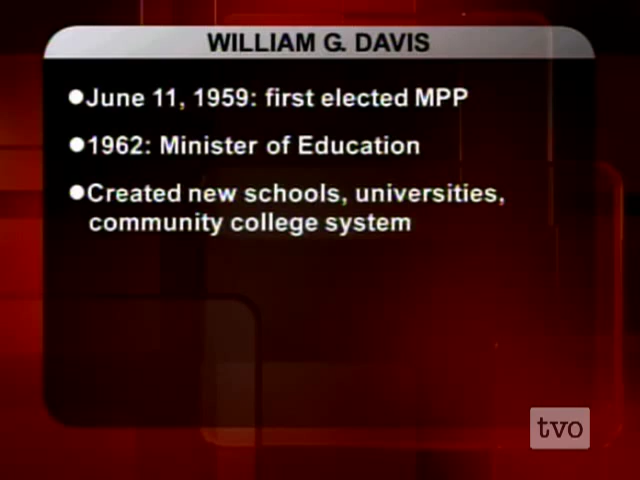 WILLIAM G. DAVIS
●June 11, 1959: first elected MPP
●1962: Minister of Education
●Created new schools, universities,
community college system
tvo